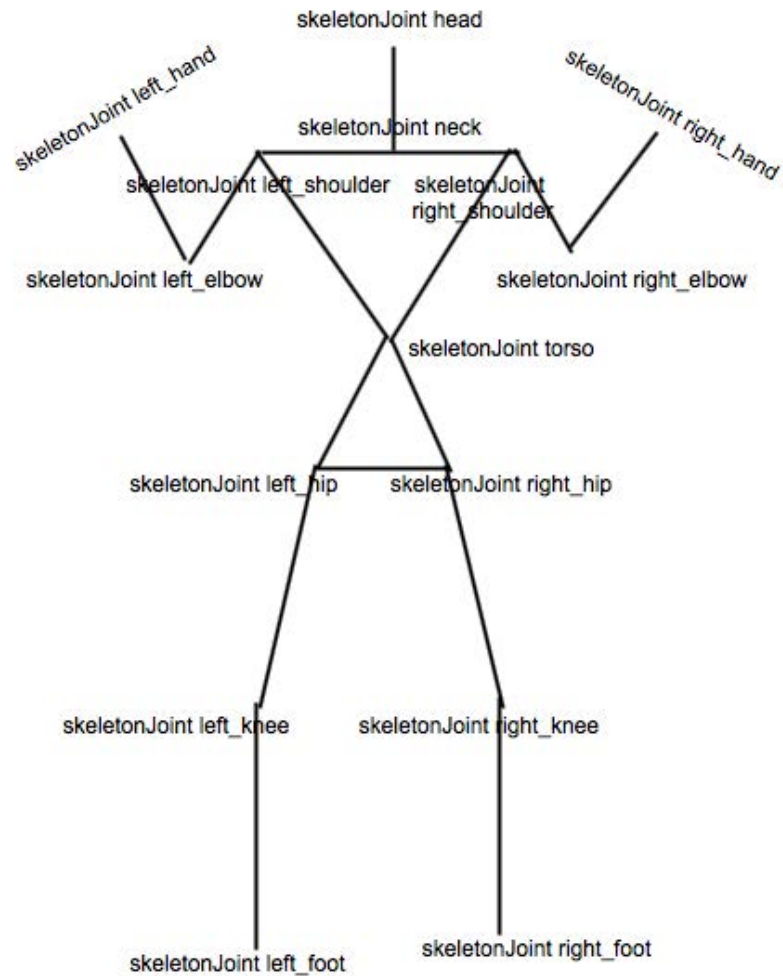 skeletonJoint head
skeletonJoint left_hand
skeletonJoint right_hand
skeletonJoint neck
skeletonJoint left_shoulder
skeletonJoint
right_shoulder
skeletonJoint left_elbow
skeletonJoint right_elbow
skeletonJoint torso
skeletonJoint left_hip
skeletonJoint right_hip
skeletonJoint left_knee
skeletonJoint right_knee
skeletonJoint left_foot
skeletonJoint right_foot